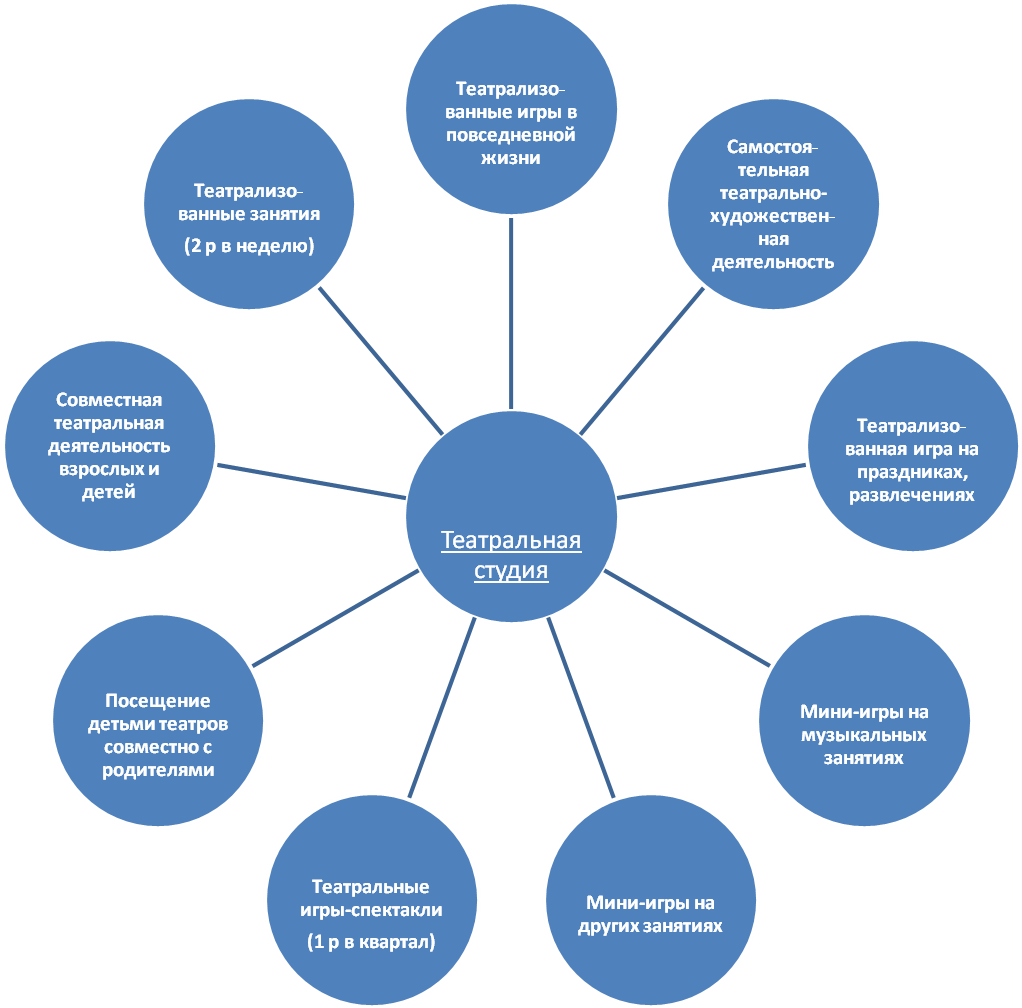 Театрализо-
ванные игры в
повседневной
жизни
Самостоя-
тельная
театрально-
художествен-
ная
деятельность
Театрализо-
ванная игра на
праздниках,
развлечениях
Мини-игры на
музыкальных
занятиях
Мини-игры на
других занятиях
Театральные
игры-спектакли
(1 р в квартал)
Посещение
детьми театров
совместно с
родителями
Совместная
театральная
деятельность
взрослых и
детей
Театрализо-
ванные занятия
(2 р в неделю)
Театральная
студия